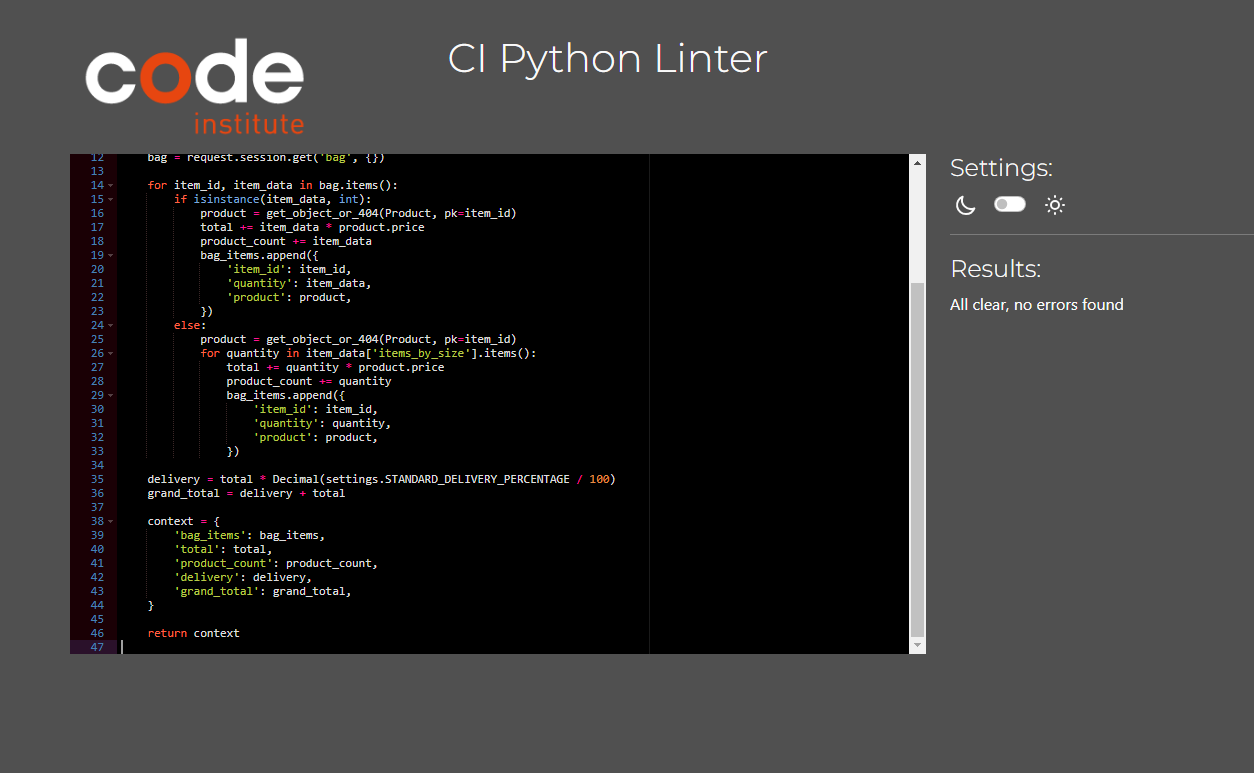 code
institute
CI Python Linter
12 bag = request.session.get('bag', {})
13
14 for item_id, item_data in bag.items():
15 if isinstance(item_data, int):
16 product = get_object_or_404(Product, pk=item_id)
17 total += item_data * product.price
18 product_count += item_data
19 bag_items.append({
20 'item_id': item_id,
21 'quantity': item_data,
22 'product': product,
23 })
24 else:
25 product = get_object_or_404(Product, pk=item_id)
26 for quantity in item_data['items_by_size'].items():
27 total += quantity * product.price
28 product_count += quantity
29 bag_items.append({
30 'item_id': item_id,
31 'quantity': quantity,
32 'product': product,
33 })
34
35 delivery = total * Decimal(settings.STANDARD_DELIVERY_PERCENTAGE / 100)
36 grand_total = delivery + total
37
38 context = {
39 'bag_items': bag_items,
40 'total': total,
41 'product_count': product_count,
42 'delivery': delivery,
43 'grand_total': grand_total,
44 }
45
46 return context
47
Settings:
Results:
All clear, no errors found